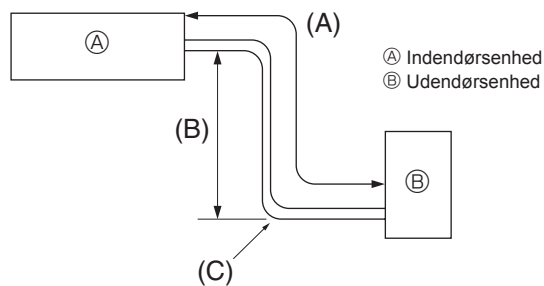 (A)
Ⓐ
Ⓐ Indendørsenhed
Ⓑ Udendørsenhed
(B)
Ⓑ
(C)